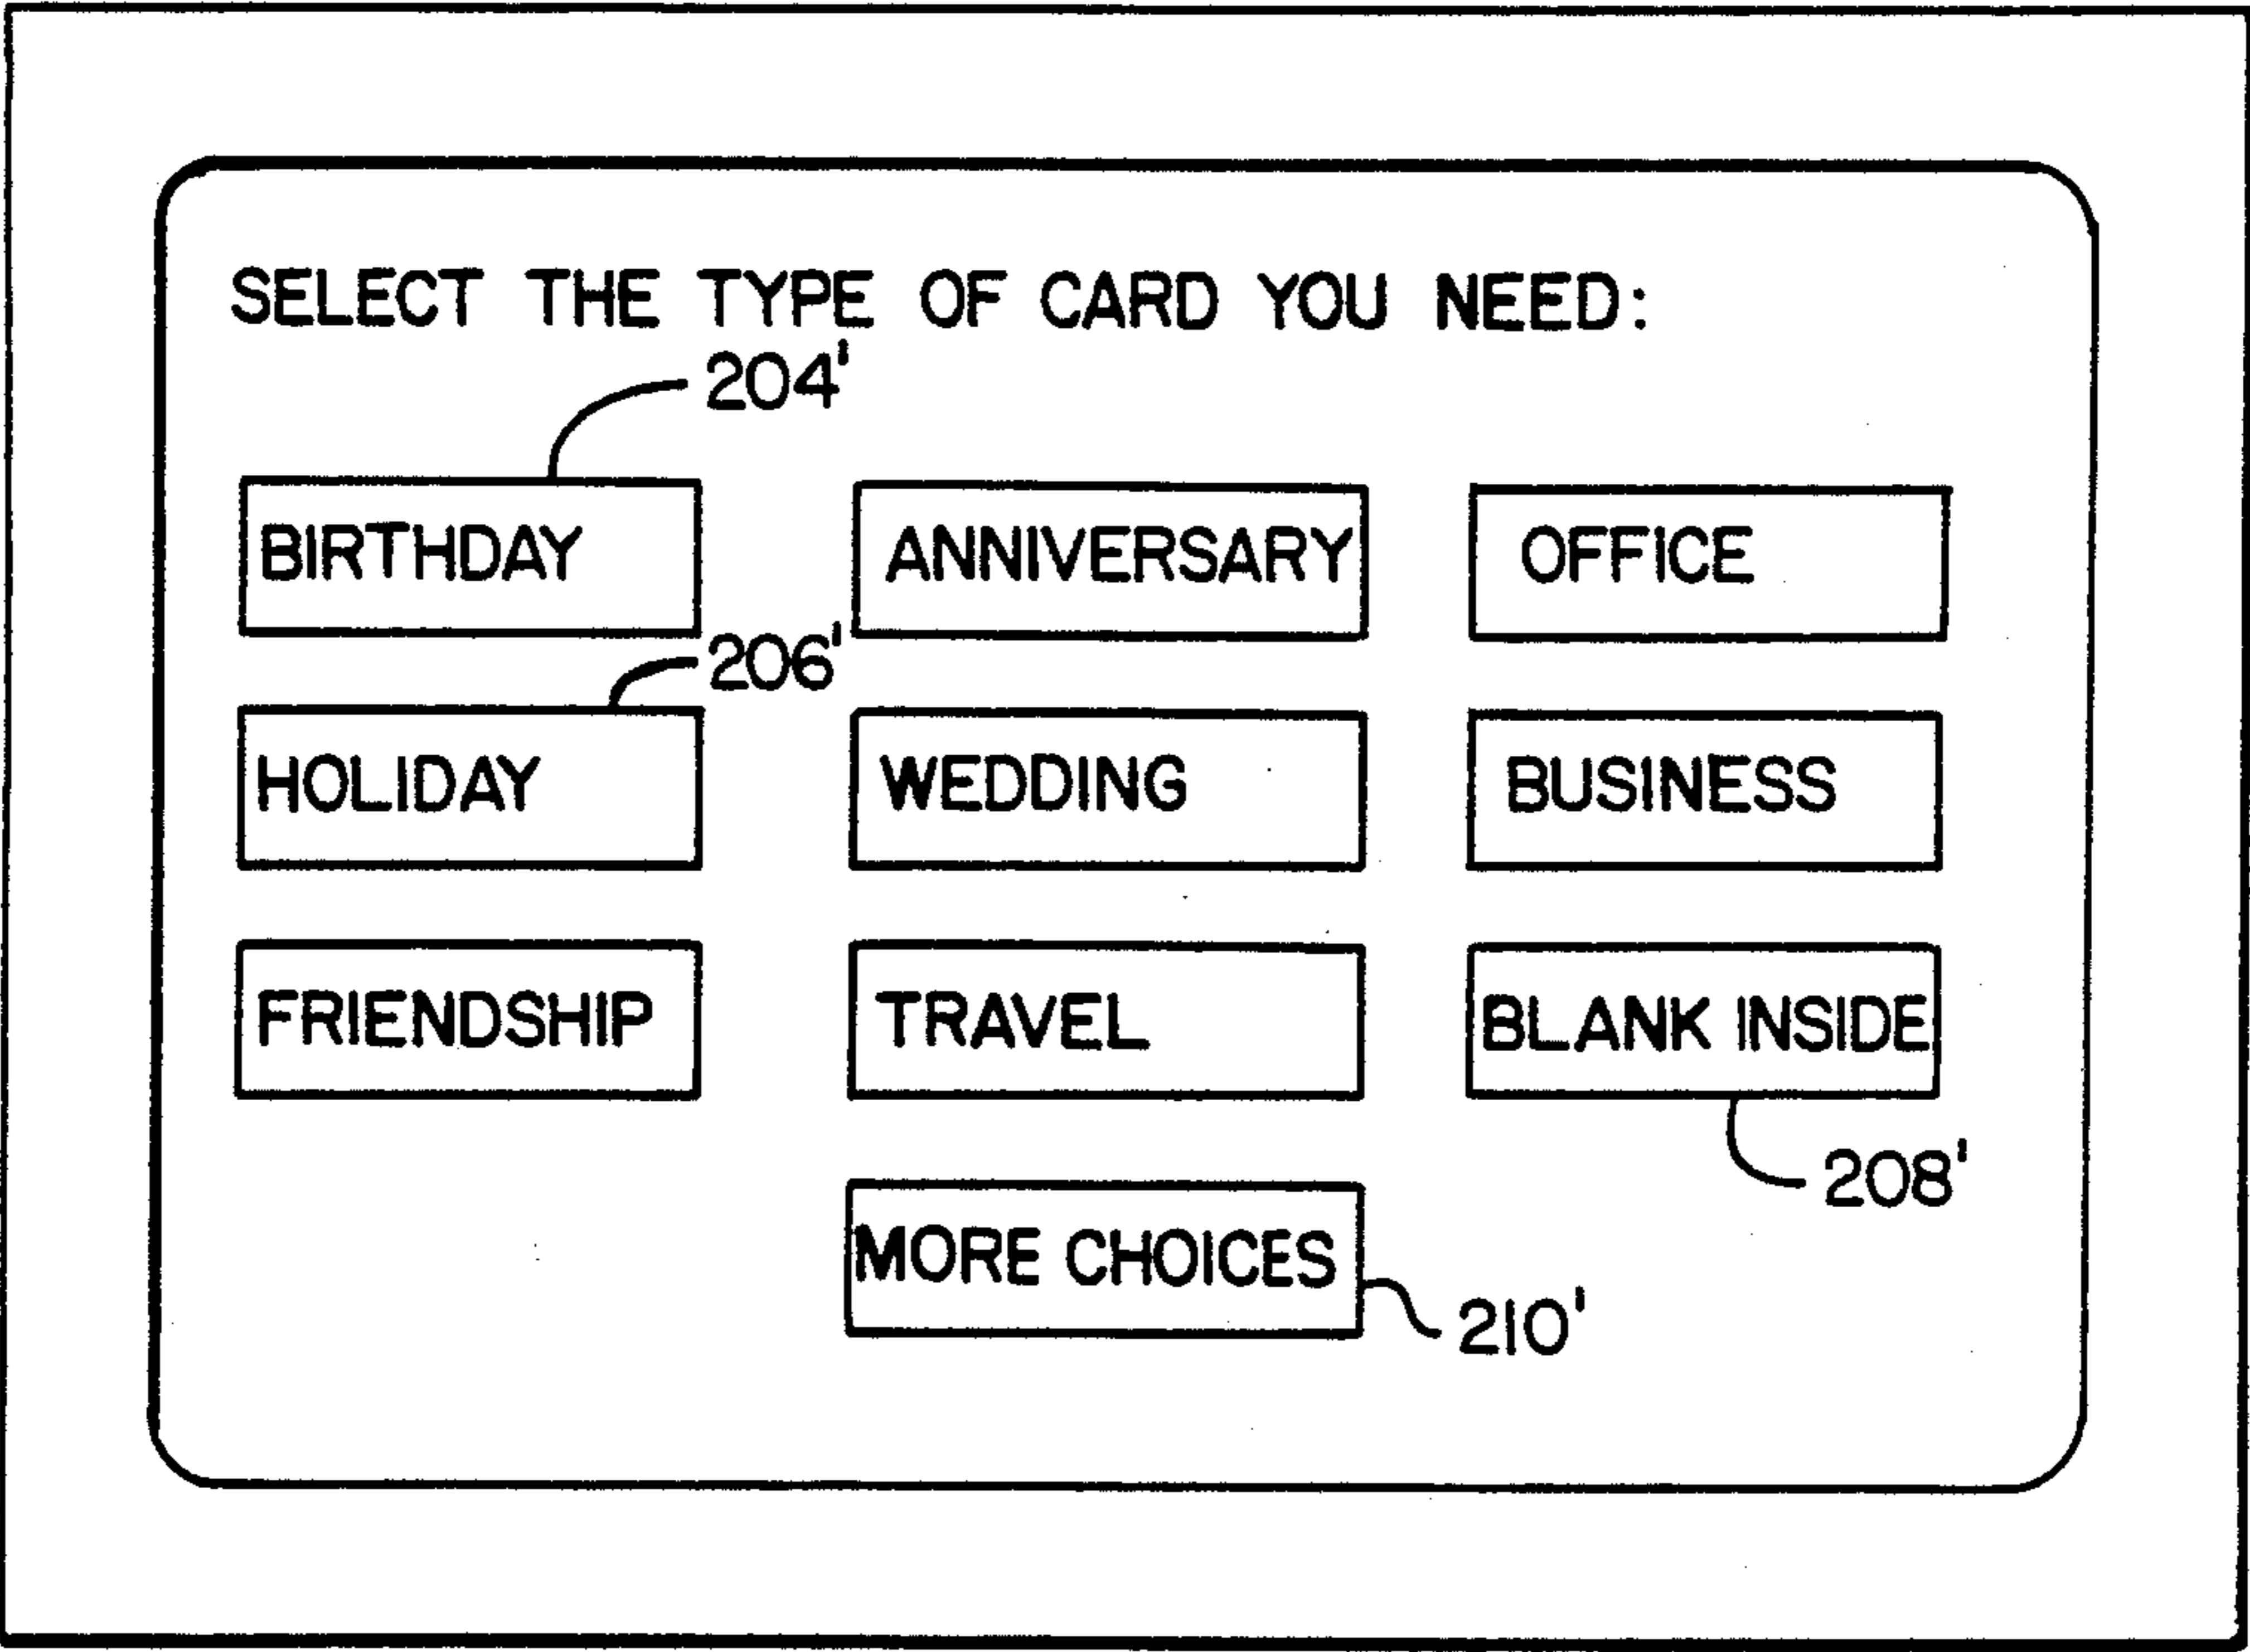 SELECT THE TYPE OF CARD YOU NEED:
204'
BIRTHDAY ANNIVERSARY OFFICE
206'
HOLIDAY WEDDING BUSINESS
FRIENDSHIP TRAVEL BLANK INSIDE
208'
MORE CHOICES
210'